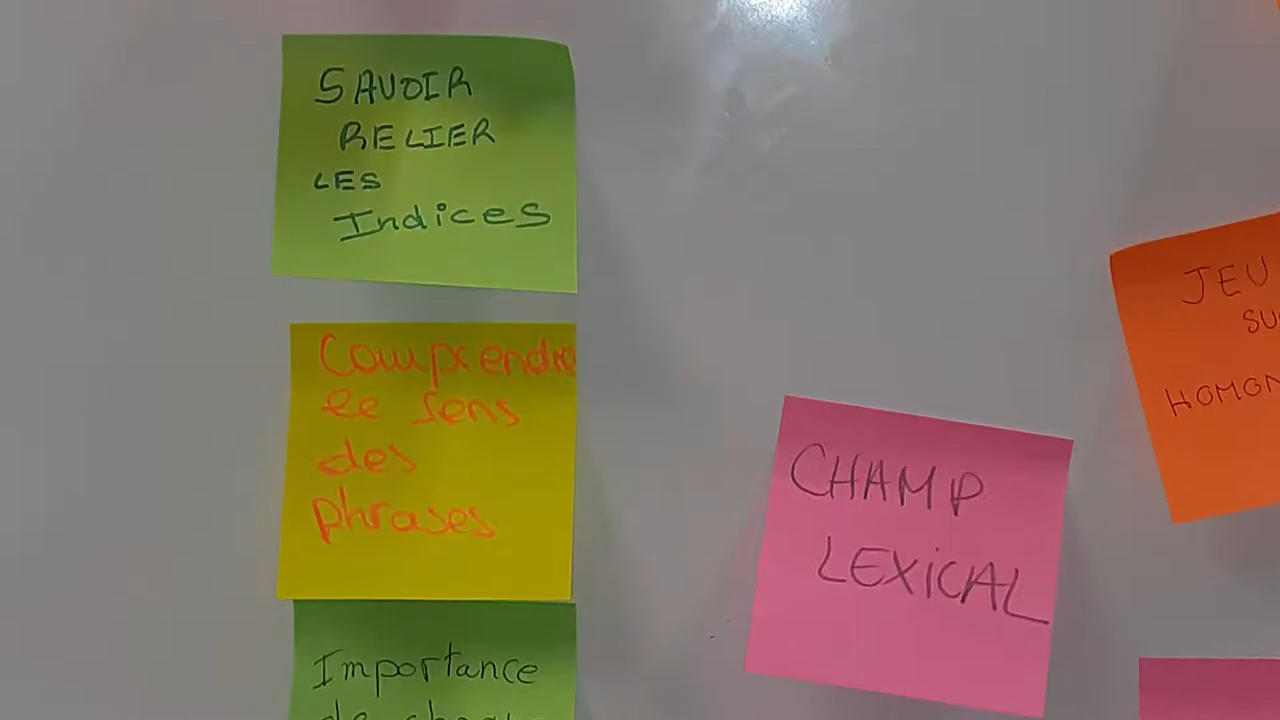 SAVOIR
RELIER
LES
Indices
Comprendre
le sens
des
phrases
Importance
CHAMP
LEXICAL
JEU